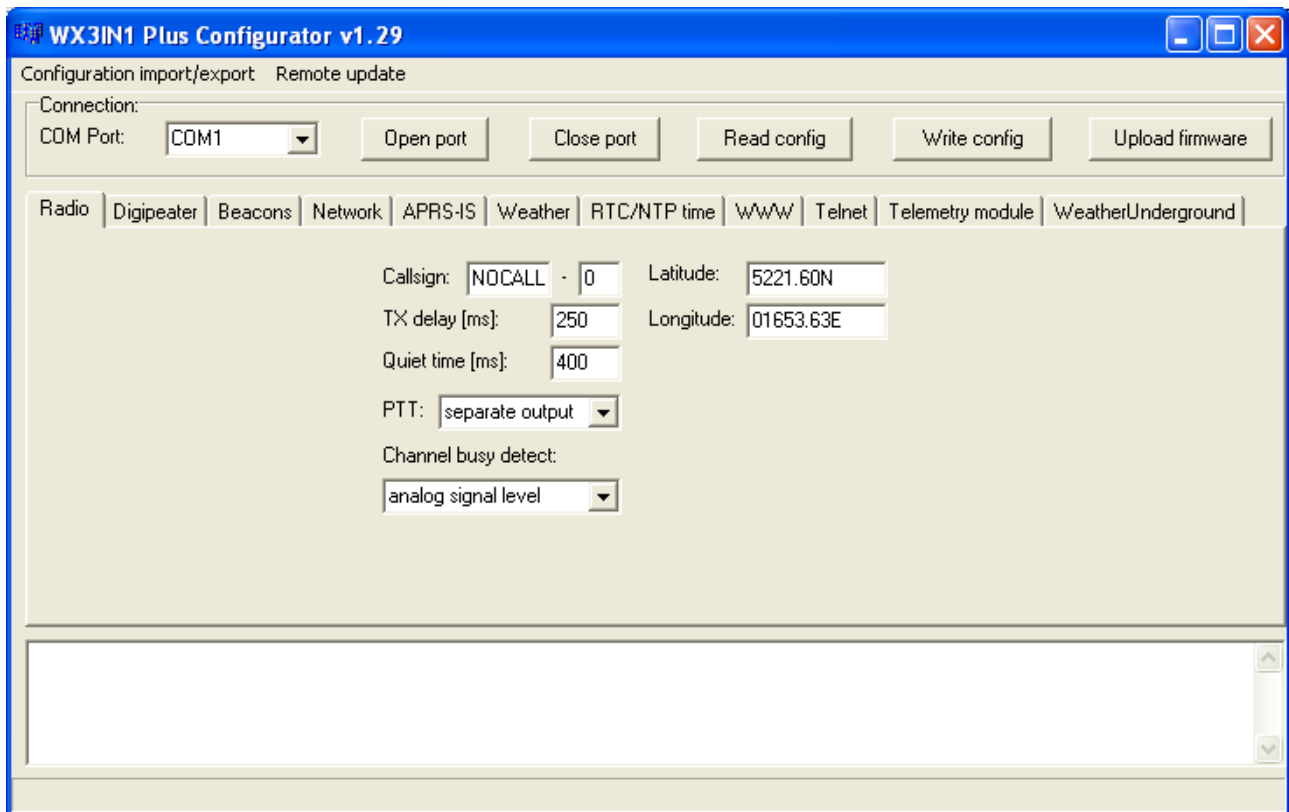 WX3IN1 Plus Configurator v1.29
Configuration import/export Remote update
Connection:
COM Port: COM1 Open port Close port Read config Write config Upload firmware
Radio Digipeater Beacons Network APRS-IS Weather RTC/NTP time WWW Telnet Telemetry module WeatherUnderground
Callsign: NOCALL - 0 Latitude: 5221.60N
TX delay [ms]: 250 Longitude: 01653.63E
Quiet time [ms]: 400
PTT: separate output
Channel busy detect:
analog signal level